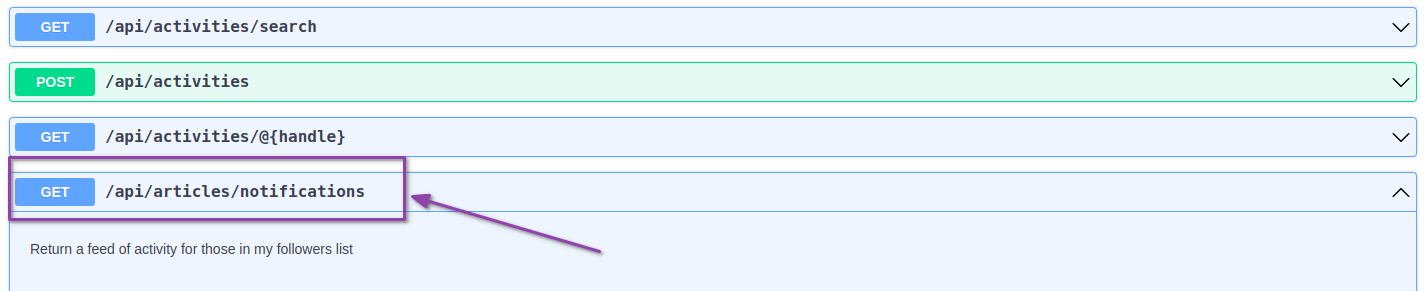 GET /api/activities/search
POST /api/activities
GET /api/activities/@{handle}
GET /api/articles/notifications
Return a feed of activity for those in my followers list